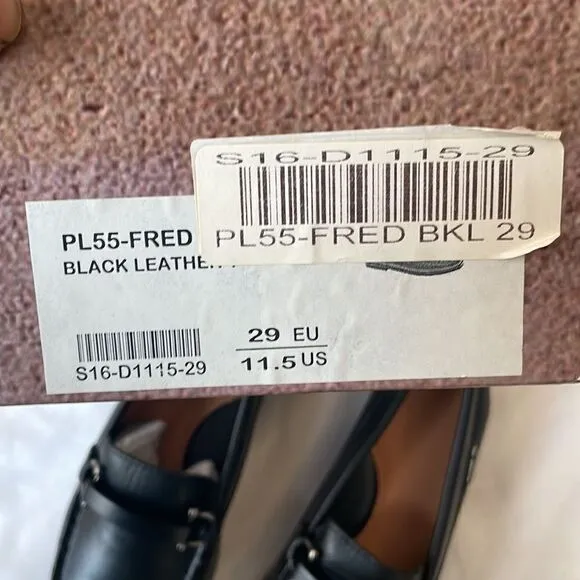 S16-D1115-29
PL55-FRED BKL 29
PL55-FRED
BLACK LEATHER
S16-D1115-29
29 EU
11.5 US